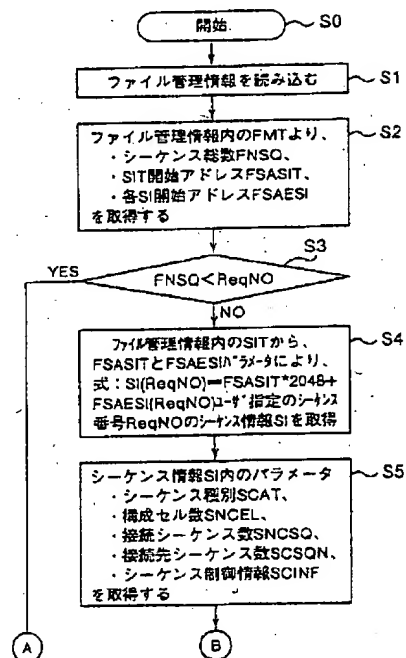 開始
S0
ファイル管理情報を読み込む
S1
ファイル管理情報内のFMTより、
・シーケンス総数FNSQ、
・SIT開始アドレスFSASIT、
・各SI開始アドレスFSAESI
を取得する
S2
S3
YES
FNSQ<ReqNO
NO
ファイル管理情報内のSITから、
FSASITとFSAESIパラメータにより、
式:SI(ReqNO)=FSASIT*2048+
FSAESI(ReqNO)ユーザ指定のシーケンス
番号ReqNOのシーケンス情報SIを取得
S4
シーケンス情報SI内のパラメータ
・シーケンス種別SCAT、
・構成セル数SNCEL、
・接続シーケンス数SNCSQ、
・接続先シーケンス数SCSQN、
・シーケンス制御情報SCINF
を取得する
S5
A
B